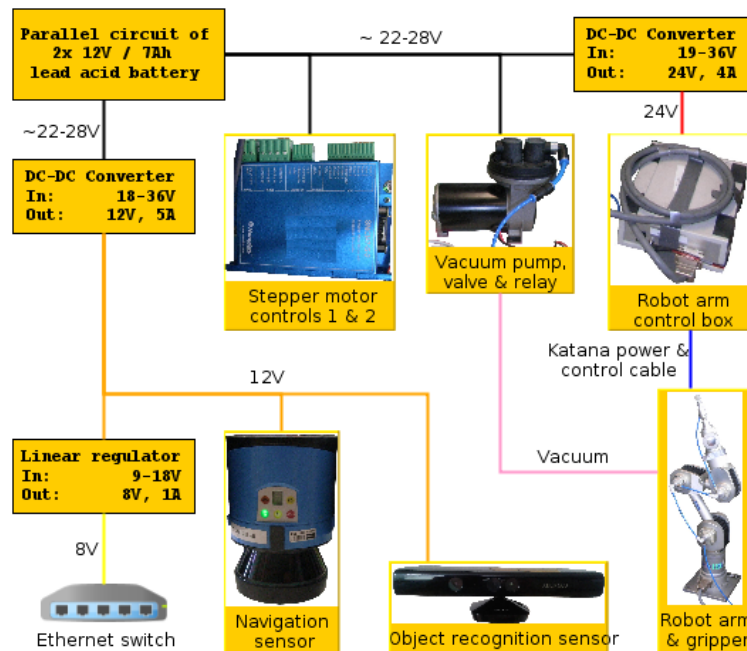 Parallel circuit of
2x 12V / 7Ah
lead acid battery
~ 22-28V
DC-DC Converter
In: 19-36V
Out: 24V, 4A
~22-28V
24V
DC-DC Converter
In: 18-36V
Out: 12V, 5A
Stepper motor
controls 1 & 2
Vacuum pump,
valve & relay
Robot arm
control box
Katana power &
control cable
12V
Linear regulator
In: 9-18V
Out: 8V, 1A
Vacuum
8V
Ethernet switch
Navigation
sensor
Object recognition sensor
Robot arm
& gripper